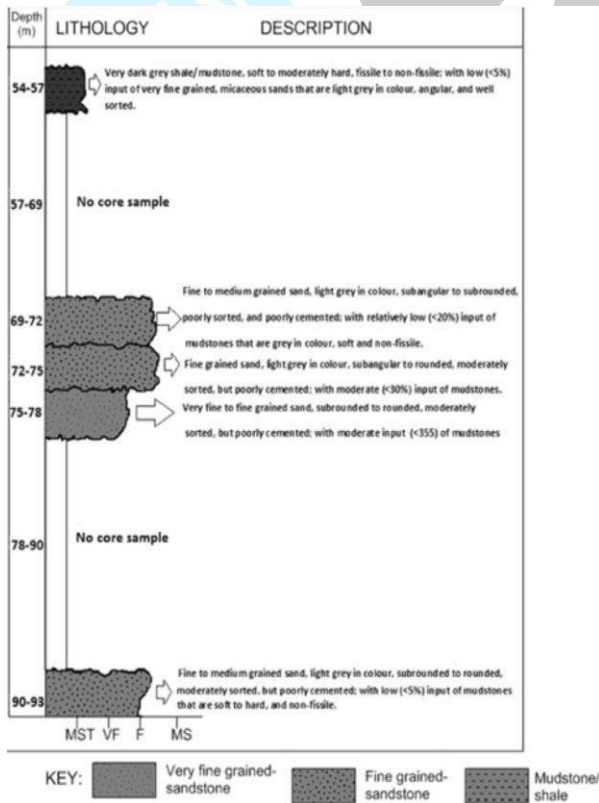 Depth
(m)
LITHOLOGY
DESCRIPTION
54-57
Very dark grey shale/ mudstone, soft to moderately hard, fissile to non-fissile; with low (<5%)
input of very fine grained, micaceous sands that are light grey in colour, angular, and well
sorted.
57-69
No core sample
Fine to medium grained sand, light grey in colour, subangular to subrounded,
69-72
poorly sorted, and poorly cemented; with relatively low (<20%) input of
mudstones that are grey in colour, soft and non-fissile.
72-75
Fine grained sand, light grey in colour, subangular to rounded, moderately
sorted, but poorly cemented; with moderate (<30%) input of mudstones.
75-78
Very fine to fine grained sand, subrounded to rounded, moderately
sorted, but poorly cemented; with moderate input (<355) of mudstones
78-90
No core sample
Fine to medium grained sand, light grey in colour, subrounded to rounded,
90-93
moderately sorted, but poorly cemented; with low (<5%) input of mudstones
that are soft to hard, and non-fissile.
MST VF F MS
KEY:
Very fine grained-
sandstone
Fine grained-
sandstone
Mudstone/
shale